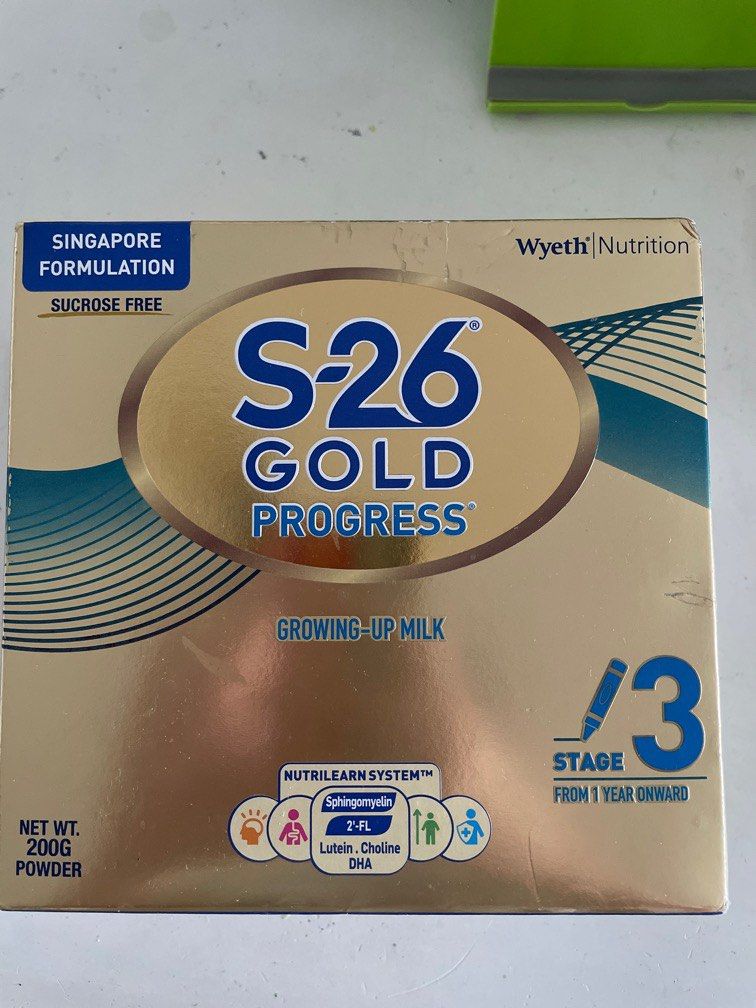 SINGAPORE
FORMULATION
SUCROSE FREE
Wyeth® | Nutrition
S-26®
GOLD
PROGRESS®
GROWING-UP MILK
3
STAGE
FROM 1 YEAR ONWARD
NUTRILEARN SYSTEM™
Sphingomyelin
2'-FL
Lutein . Choline
DHA
NET WT.
200G
POWDER